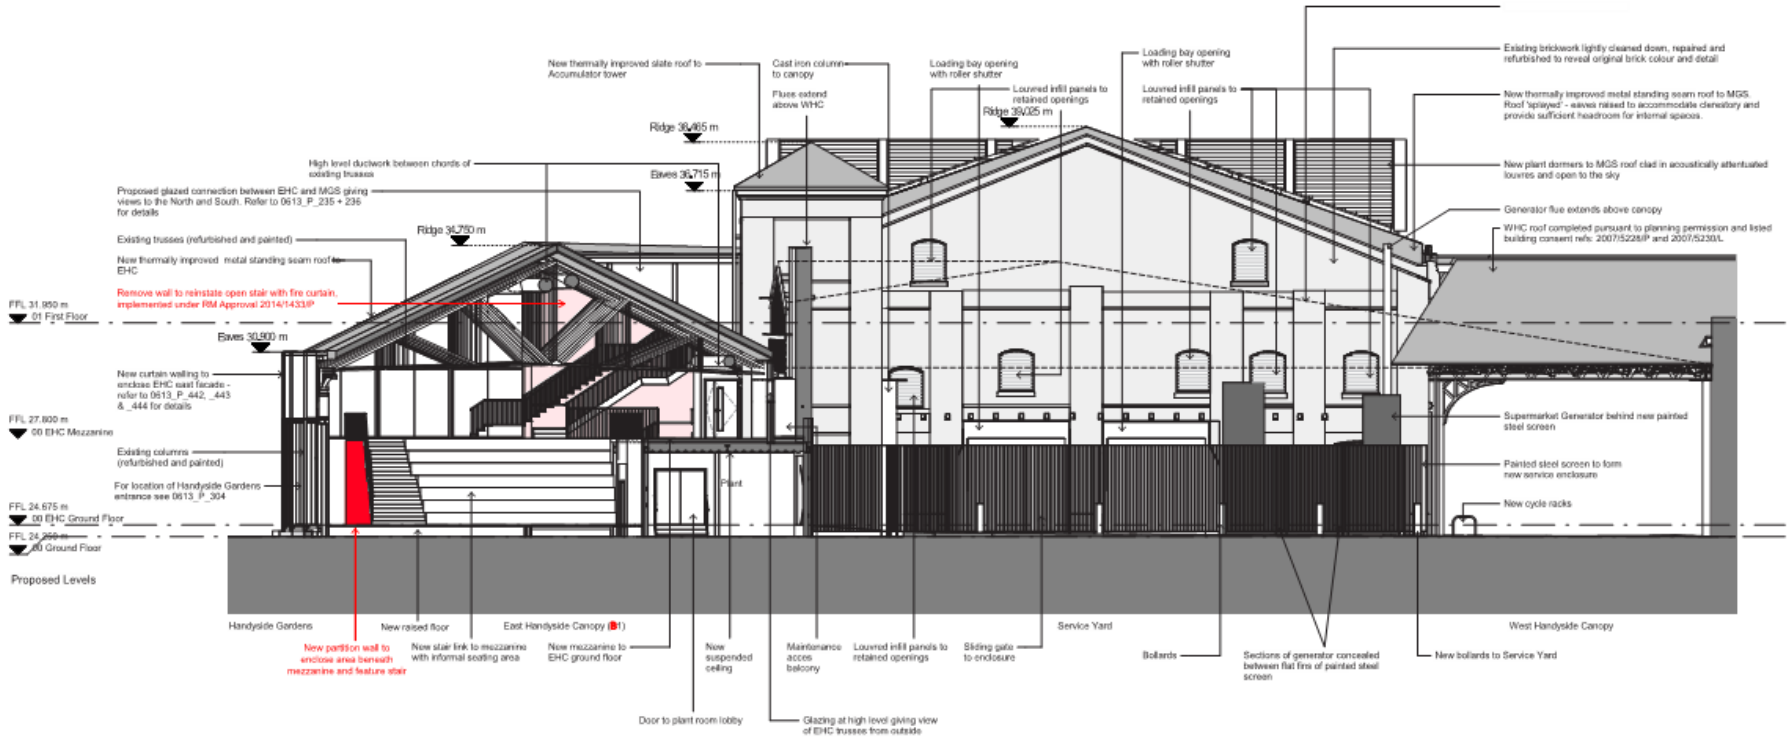 New thermally improved slate roof to
Accumulator tower
Cast iron column
to canopy
Flues extend
above WHC
Loading bay opening
with roller shutter
Louvred infill panels to
retained openings
Loading bay opening
with roller shutter
Louvred infill panels to
retained openings
Existing brickwork lightly cleaned down, repaired and
refurbished to reveal original brick colour and detail
New thermally improved metal standing seam roof to MGS.
Roof 'splayed' - eaves raised to accommodate clerestory and
provide sufficient headroom for internal spaces.
New plant dormers to MGS roof clad in acoustically attentuated
louvres and open to the sky
Generator flue extends above canopy
WHC roof completed pursuant to planning permission and listed
building consent refs: 2007/5228/P and 2007/5230/L
Ridge 39.025 m
Ridge 38.465 m
Eaves 36.715 m
Ridge 34.750 m
High level ductwork between chords of
existing trusses
Proposed glazed connection between EHC and MGS giving
views to the North and South. Refer to 0613_P_235 + 236
for details
Existing trusses (refurbished and painted)
New thermally improved metal standing seam roof to
EHC
Remove wall to reinstate open stair with fire curtain,
implemented under RM Approval 2014/1433/P
FFL 31.950 m
01 First Floor
Eaves 30.900 m
New curtain walling to
enclose EHC east facade -
refer to 0613_P_442, _443
& _444 for details
FFL 27.800 m
00 EHC Mezzanine
Existing columns
(refurbished and painted)
For location of Handyside Gardens
entrance see 0613_P_304
FFL 24.675 m
00 EHC Ground Floor
FFL
00 Ground Floor
Proposed Levels
Plant
Supermarket Generator behind new painted
steel screen
Painted steel screen to form
new service enclosure
New cycle racks
Handyside Gardens
New raised floor
East Handyside Canopy
Service Yard
West Handyside Canopy
New partition wall to
enclose area beneath
mezzanine and feature stair
New stair link to mezzanine
with informal seating area
New mezzanine to
EHC ground floor
New
suspended
ceiling
Maintenance
acces
balcony
Louvred infill panels to
retained openings
Sliding gate
to enclosure
Bollards
Sections of generator concealed
between flat fins of painted steel
screen
New bollards to Service Yard
Door to plant room lobby
Glazing at high level giving view
of EHC trusses from outside